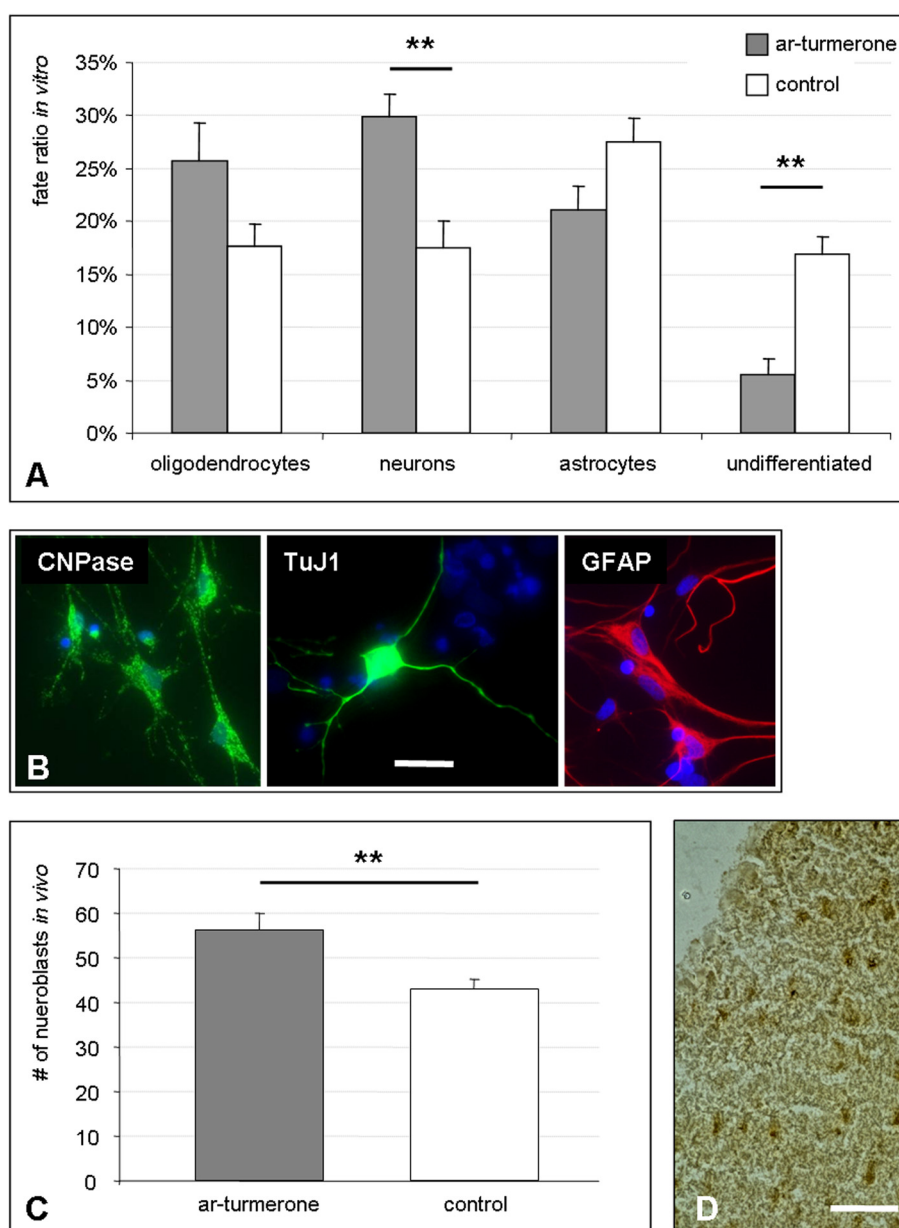 **
**
ar-turmerone
control
fate ratio in vitro
35%
30%
25%
20%
15%
10%
5%
0%
oligodendrocytes neurons astrocytes undifferentiated
A
CNPase
TuJ1
GFAP
B
**
# of nueroblasts in vivo
70
60
50
40
30
20
10
0
ar-turmerone control
C
D